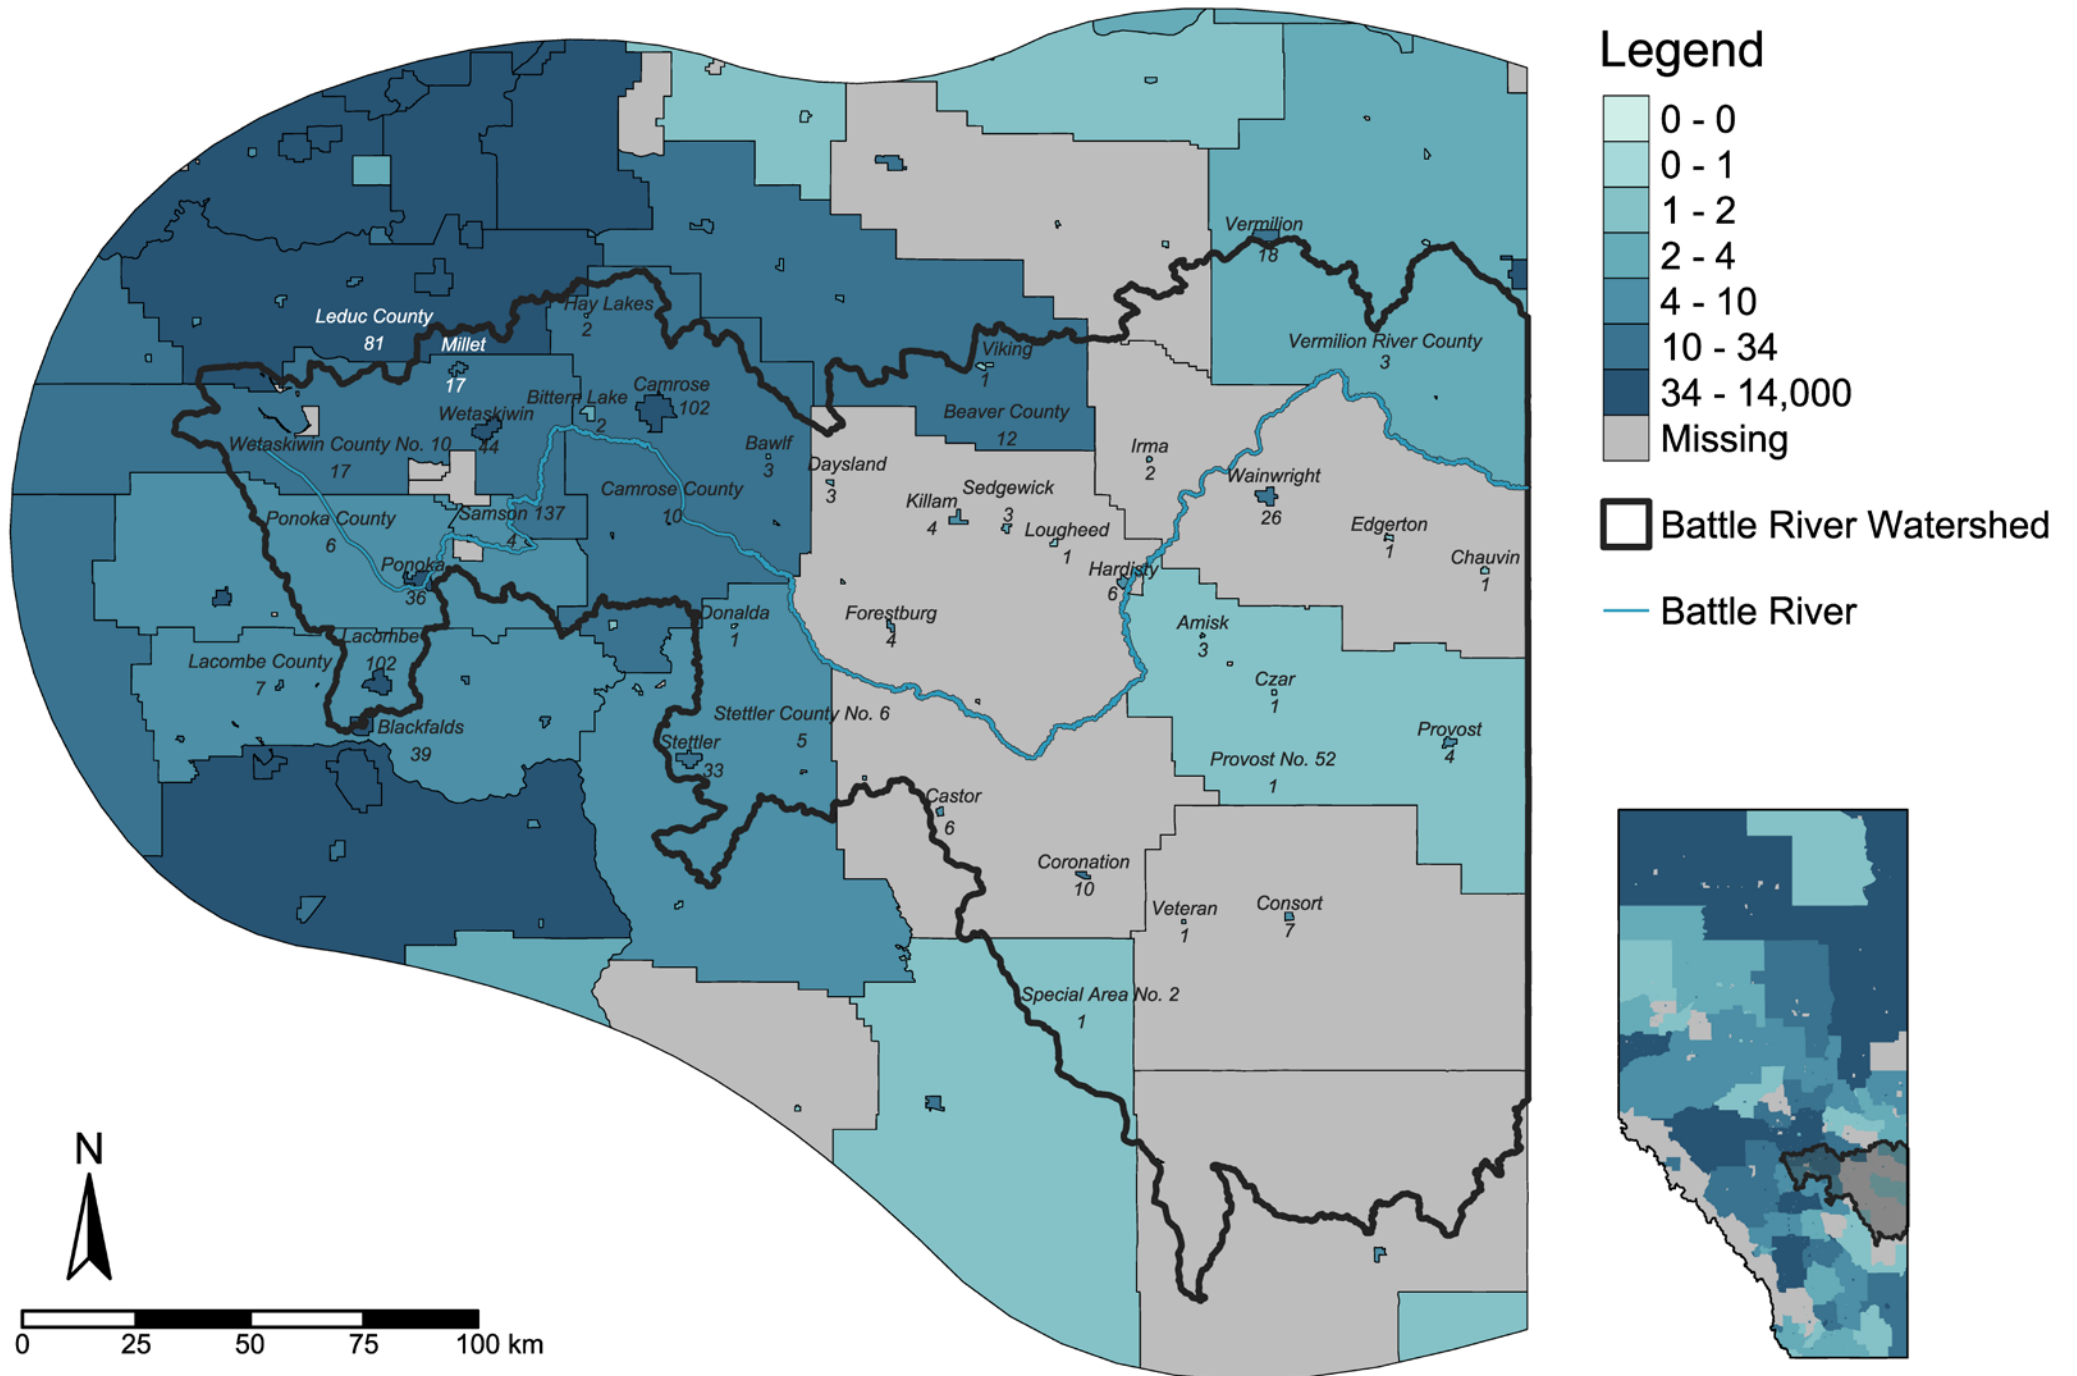 Legend
0 - 0
0 - 1
1 - 2
2 - 4
4 - 10
10 - 34
34 - 14,000
Missing
Battle River Watershed
Battle River
Vermilion
18
Leduc County
81
Hay Lakes
2
Millet
17
Vermilion River County
3
Viking
1
Bittern Lake
2
Camrose
102
Wetaskiwin
44
Beaver County
12
Wetaskiwin County No. 10
17
Bawlf
3
Irma
2
Daysland
3
Wainwright
26
Camrose County
10
Killam
4
Sedgewick
3
Lougheed
1
Ponoka County
6
Samson 137
4
Edgerton
1
Chauvin
1
Ponoka
36
Hardisty
6
Donalda
1
Forestburg
4
Amisk
3
Lacombe
102
Lacombe County
7
Czar
1
Stettler County No. 6
5
Blackfalds
39
Stettler
33
Provost
4
Provost No. 52
1
Castor
6
Coronation
10
Veteran
1
Consort
7
Special Area No. 2
1
N
0 25 50 75 100 km